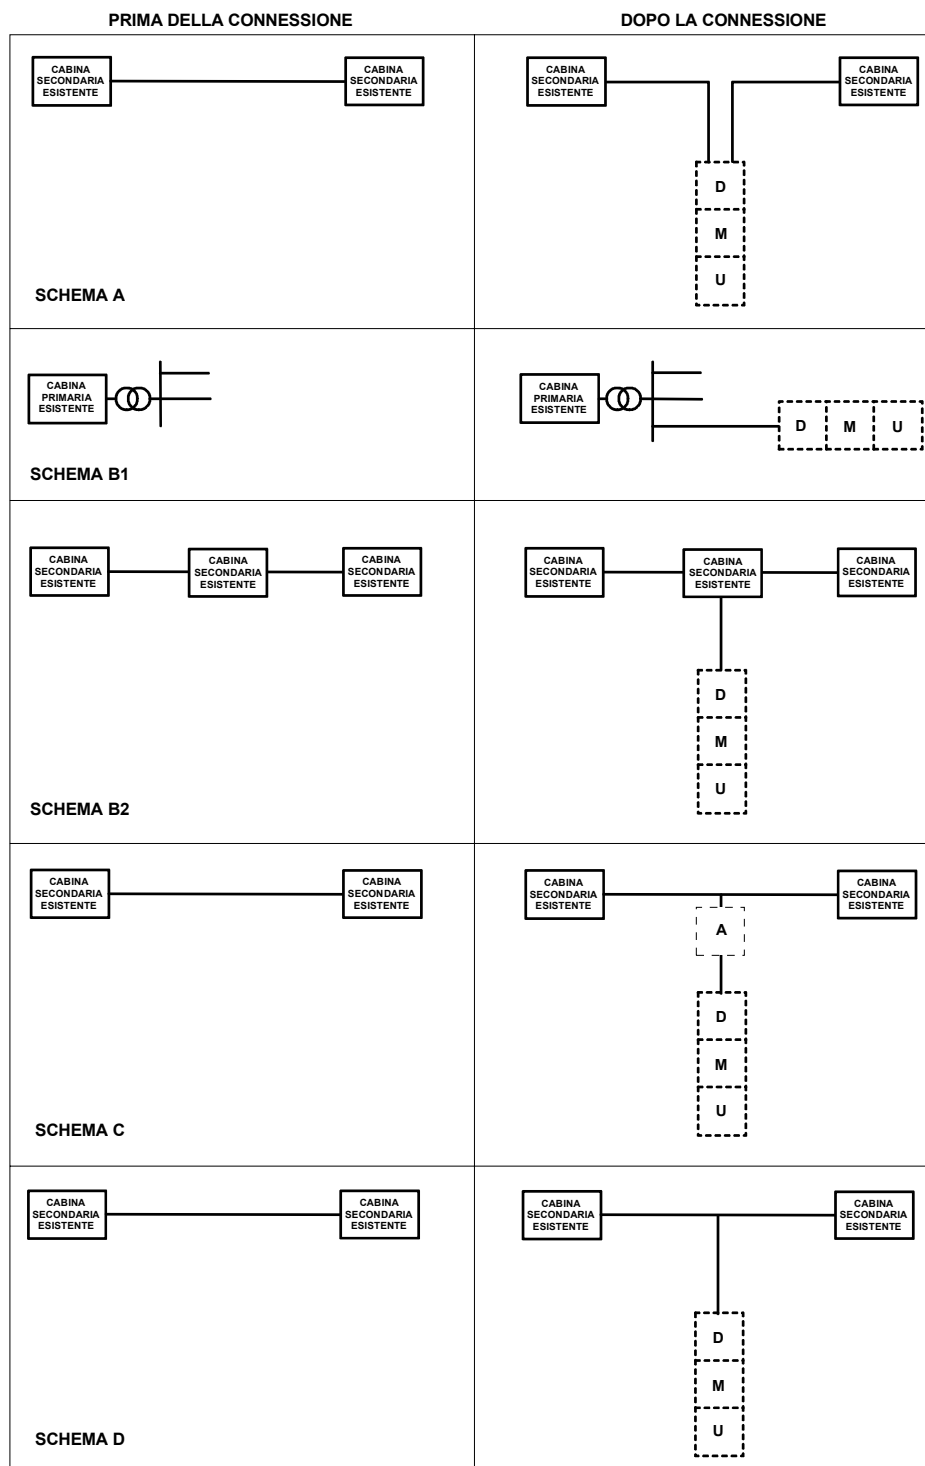 PRIMA DELLA CONNESSIONE
DOPO LA CONNESSIONE
CABINA
SECONDARIA
ESISTENTE
CABINA
SECONDARIA
ESISTENTE
SCHEMA A
CABINA
SECONDARIA
ESISTENTE
CABINA
SECONDARIA
ESISTENTE
D
M
U
CABINA
PRIMARIA
ESISTENTE
SCHEMA B1
CABINA
PRIMARIA
ESISTENTE
D M U
CABINA
SECONDARIA
ESISTENTE
CABINA
SECONDARIA
ESISTENTE
CABINA
SECONDARIA
ESISTENTE
SCHEMA B2
CABINA
SECONDARIA
ESISTENTE
CABINA
SECONDARIA
ESISTENTE
CABINA
SECONDARIA
ESISTENTE
D
M
U
CABINA
SECONDARIA
ESISTENTE
CABINA
SECONDARIA
ESISTENTE
SCHEMA C
CABINA
SECONDARIA
ESISTENTE
CABINA
SECONDARIA
ESISTENTE
A
D
M
U
CABINA
SECONDARIA
ESISTENTE
CABINA
SECONDARIA
ESISTENTE
SCHEMA D
CABINA
SECONDARIA
ESISTENTE
CABINA
SECONDARIA
ESISTENTE
D
M
U